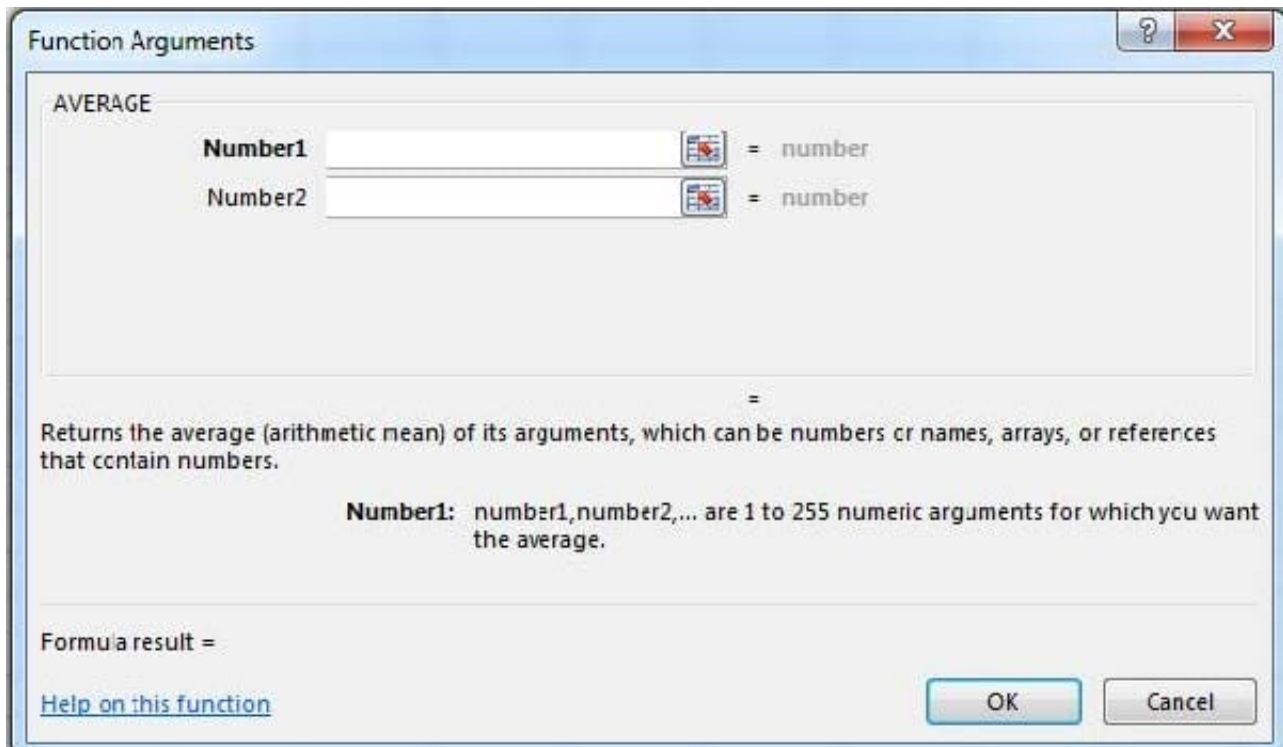 Function Arguments
?
X
AVERAGE
Number1 = number
Number2 = number
=
Returns the average (arithmetic mean) of its arguments, which can be numbers or names, arrays, or references
that contain numbers.
Number1: number1,number2,... are 1 to 255 numeric arguments for which you want
the average.
Formula result =
Help on this function
OK
Cancel